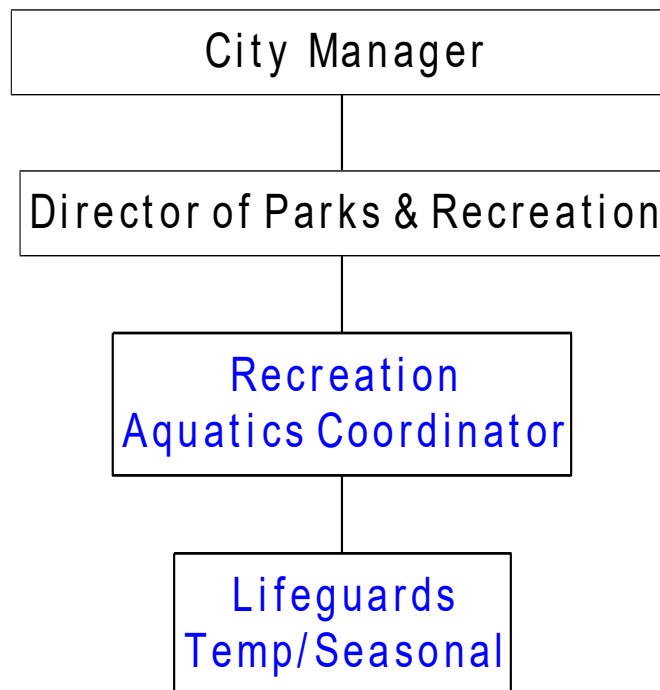 City Manager
Director of Parks & Recreation
Recreation
Aquatics Coordinator
Lifeguards
Temp/Seasonal